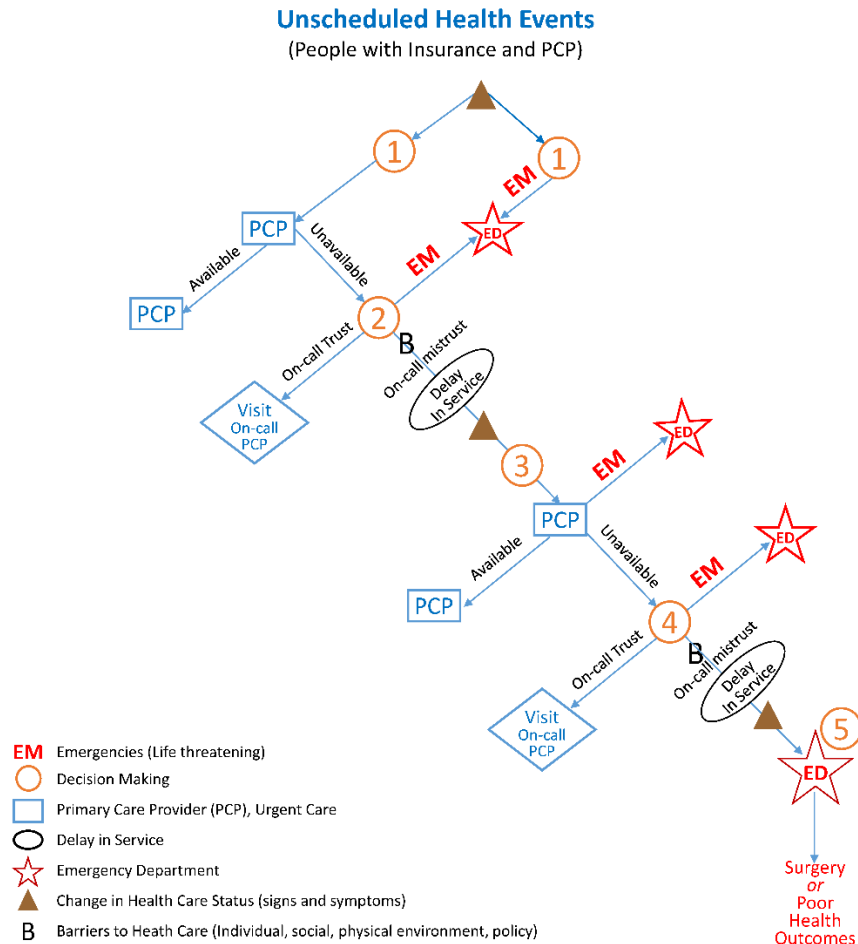 Unscheduled Health Events
(People with Insurance and PCP)
1
1
EM
PCP
ED
Available
Unavailable
EM
PCP
2
On-call Trust
B
On-call mistrust
Delay
In Service
Visit
On-call
PCP
3
ED
EM
PCP
Available
Unavailable
ED
EM
PCP
4
On-call Trust
B
On-call mistrust
Delay
In Service
Visit
On-call
PCP
5
ED
Surgery
or
Poor
Health
Outcomes
EM Emergencies (Life threatening)
Decision Making
Primary Care Provider (PCP), Urgent Care
Delay in Service
Emergency Department
Change in Health Care Status (signs and symptoms)
B Barriers to Heath Care (Individual, social, physical environment, policy)